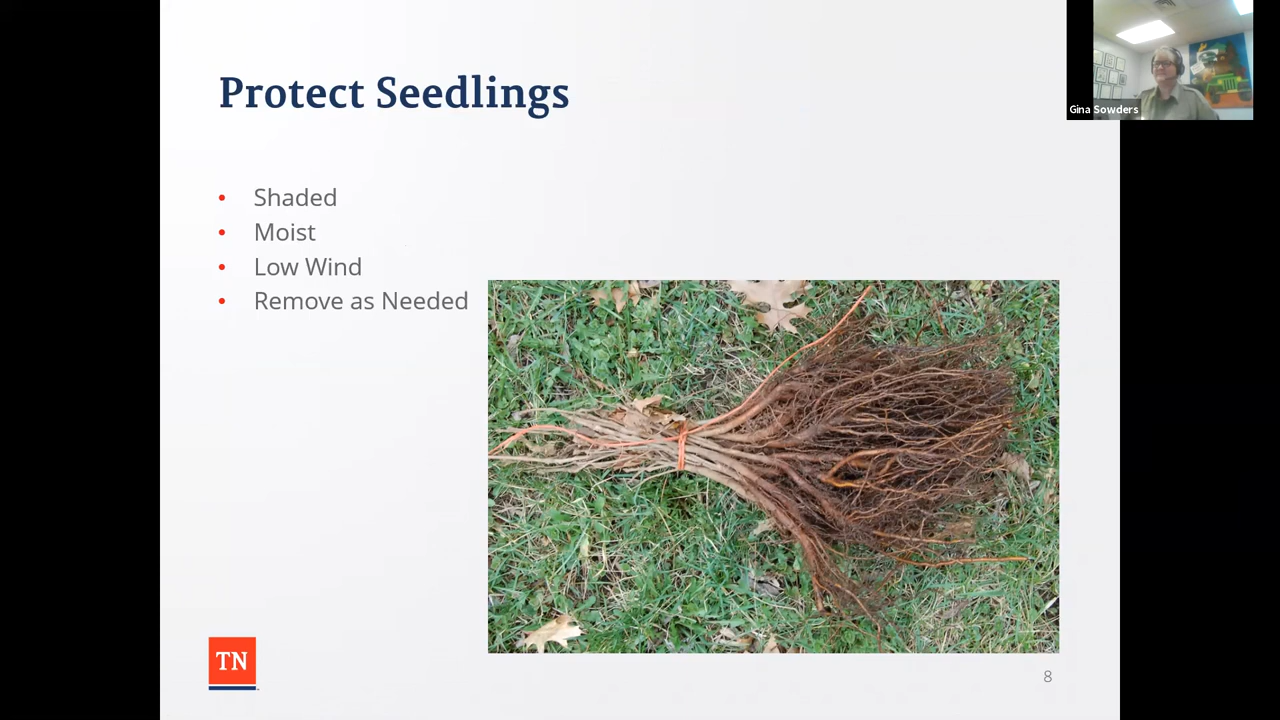 Protect Seedlings
Gina Sowders
Shaded
Moist
Low Wind
Remove as Needed
TN
8